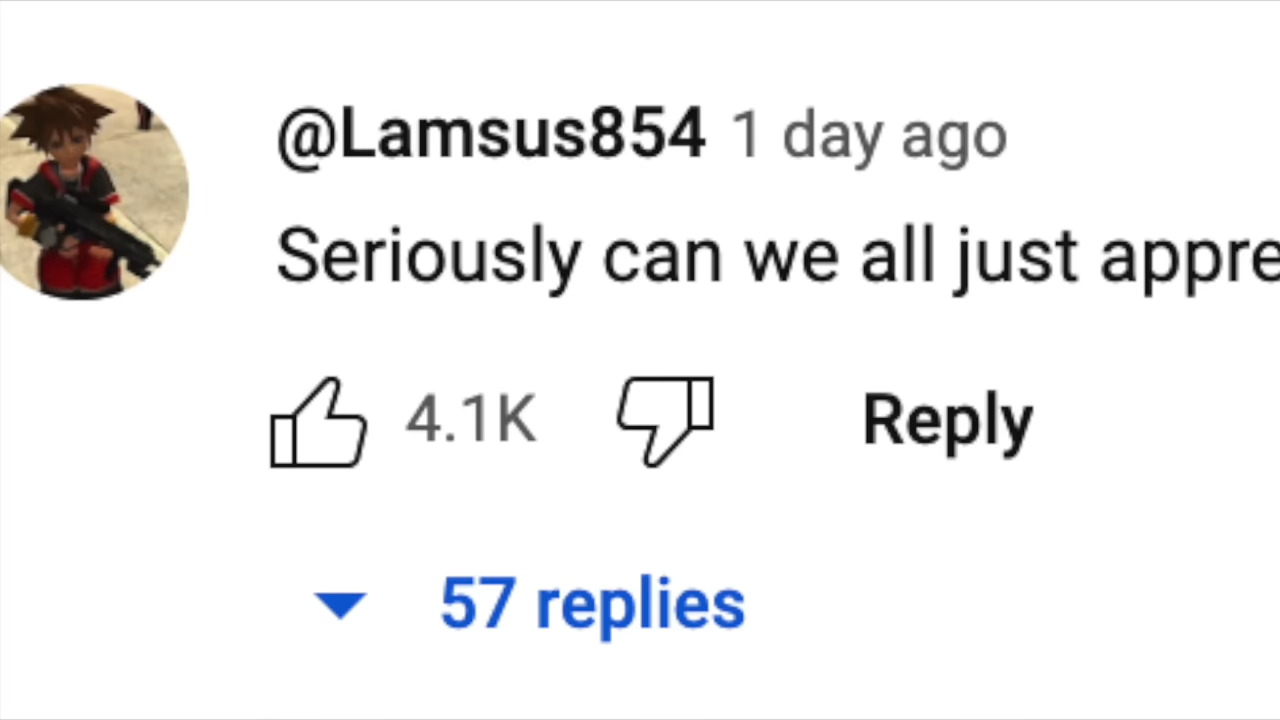 @Lamsus854 1 day ago
Seriously can we all just appre
4.1K Reply
57 replies